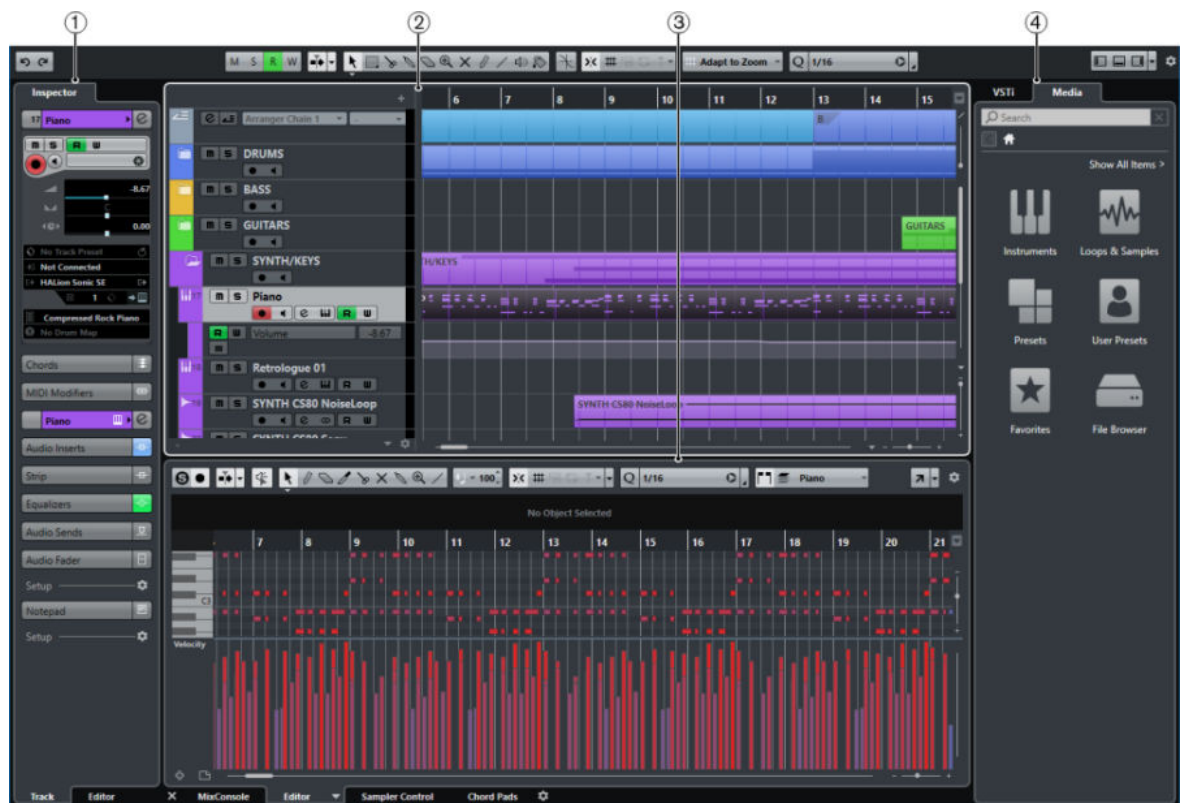 1 2 3 4
M S R W Adapt to Zoom Q 1/16
Inspector
VSTi Media
17 Piano
Search
m S R W
-8.67
C
0.00
No Track Preset
Not Connected
HALion Sonic SE
1
Compressed Rock Piano
No Drum Map
Chords
MIDI Modifiers
Piano
Audio Inserts
Strip
Equalizers
Audio Sends
Audio Fader
Setup
Notepad
Setup
Track Editor
6 7 8 9 10 11 12 13 14 15
Arranger Chain 1
B
m S DRUMS
m S BASS
m S GUITARS
GUITARS
m S SYNTH/KEYS
TH/KEYS
17 m S Piano
R W
R W Volume -8.67
m
18 m S Retrologue 01
R W
19 m S SYNTH CS80 NoiseLoop
SYNTH CS80 NoiseLoop
R W
S 100 Q 1/16 Piano
No Object Selected
7 8 9 10 11 12 13 14 15 16 17 18 19 20 21
C3
Velocity
X MixConsole Editor Sampler Control Chord Pads
Show All Items >
Instruments Loops & Samples
Presets User Presets
Favorites File Browser